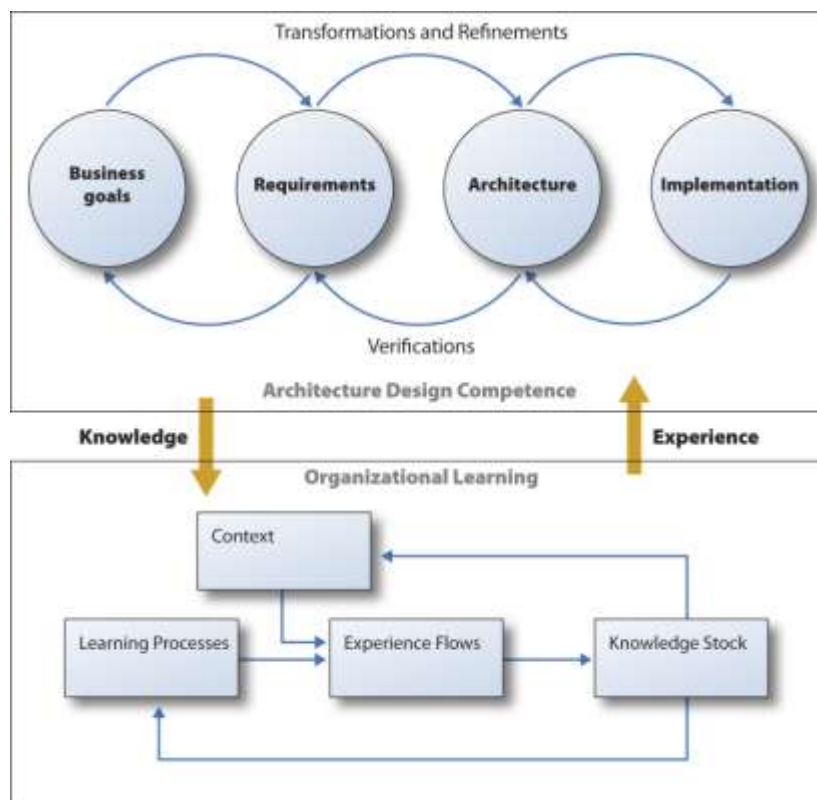 Transformations and Refinements
Business
goals
Requirements
Architecture
Implementation
Verifications
Architecture Design Competence
Knowledge
Experience
Organizational Learning
Context
Learning Processes
Experience Flows
Knowledge Stock